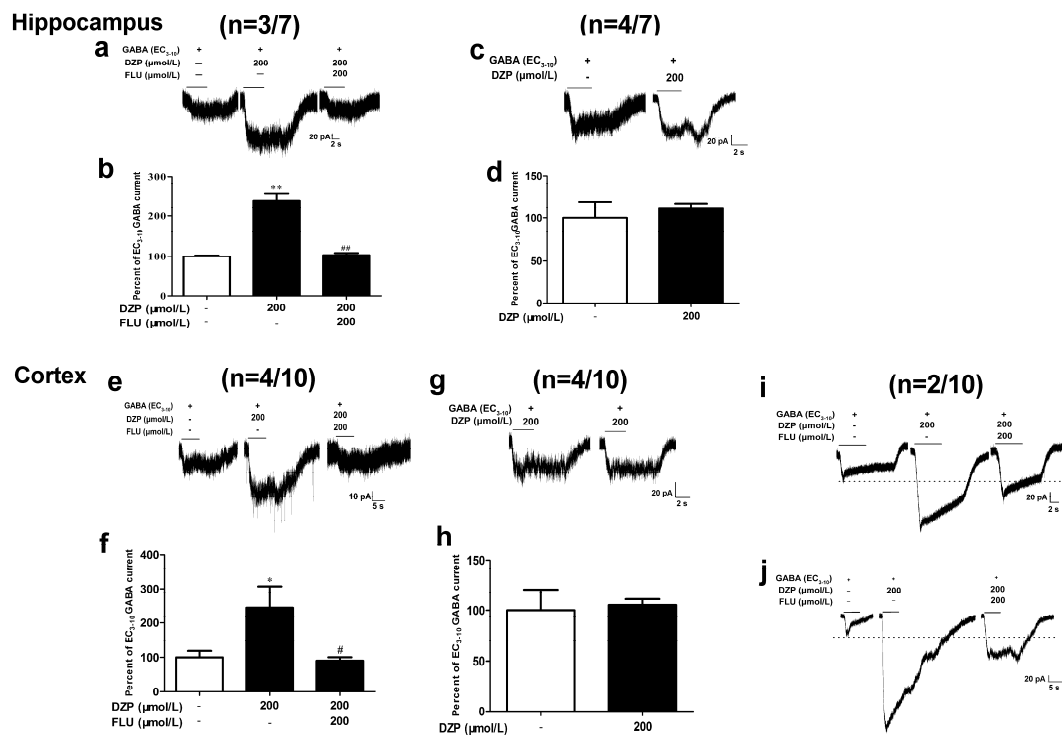 Hippocampus
(n=3/7)
(n=4/7)
a
GABA (EC3-10) + + +
DZP (μmol/L) – 200 200
FLU (μmol/L) – – 200
20 pA
2 s
c
GABA (EC3-10) + +
DZP (μmol/L) - 200
20 pA
2 s
b
Percent of EC3-10 GABA current
300
200
100
0
**
##
DZP (μmol/L) - 200 200
FLU (μmol/L) - - 200
d
Percent of EC3-10GABA current
150
100
50
0
DZP (μmol/L) - 200
Cortex
(n=4/10)
(n=4/10)
(n=2/10)
e
GABA (EC3-10) + + +
DZP (μmol/L) - 200 200
FLU (μmol/L) - - 200
10 pA
5 s
g
GABA (EC3-10) + +
DZP (μmol/L) - 200 200
20 pA
2 s
i
GABA (EC3-10) + + +
DZP (μmol/L) - 200 200
FLU (μmol/L) - - 200
20 pA
2 s
f
Percent of EC3-10 GABA current
400
300
200
100
0
*
#
DZP (μmol/L) - 200 200
FLU (μmol/L) - - 200
h
Percent of EC3-10 GABA current
150
100
50
0
DZP (μmol/L) - 200
j
GABA (EC3-10) + + +
DZP (μmol/L) - 200 200
FLU (μmol/L) - - 200
20 pA
5 s